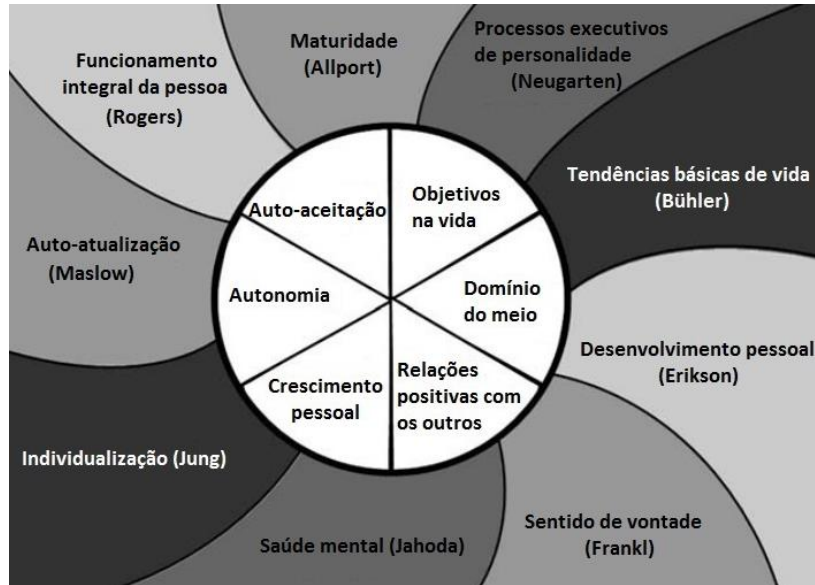 Funcionamento
integral da pessoa
(Rogers)
Maturidade
(Allport)
Processos executivos
de personalidade
(Neugarten)
Tendências básicas de vida
(Bühler)
Auto-atualização
(Maslow)
Auto-aceitação
Objetivos
na vida
Autonomia
Domínio
do meio
Crescimento
pessoal
Relações
positivas com
os outros
Desenvolvimento pessoal
(Erikson)
Individualização (Jung)
Saúde mental (Jahoda)
Sentido de vontade
(Frankl)